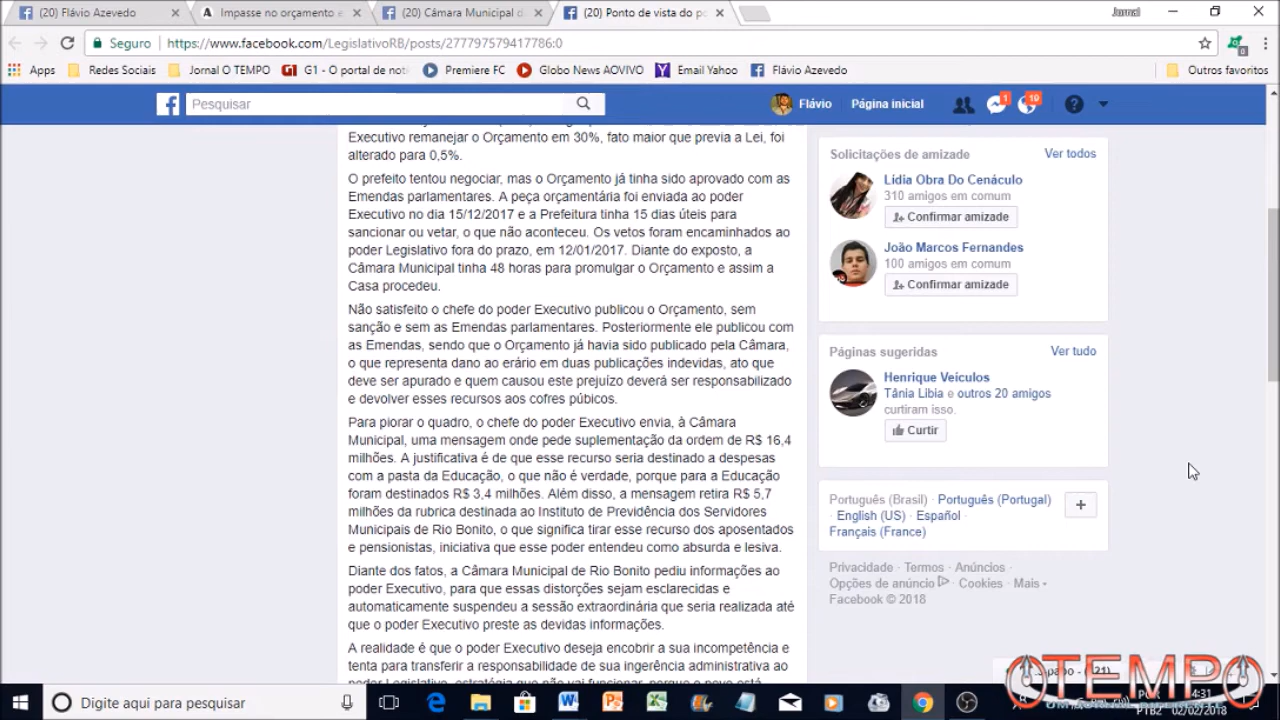 (20) Flávio Azevedo
Impasse no orçamento e
(20) Câmara Municipal d
(20) Ponto de vista do po
Jornal
Seguro
https://www.facebook.com/LegislativoRB/posts/277797579417786:0
Apps
Redes Sociais
Jornal O TEMPO
G1 - O portal de notí
Premiere FC
Globo News AOVIVO
Email Yahoo
Flávio Azevedo
Outros favoritos
Pesquisar
Flávio
Página inicial
1
19
Executivo remanejar o Orçamento em 30%, fato maior que previa a Lei, foi
alterado para 0,5%.
O prefeito tentou negociar, mas o Orçamento já tinha sido aprovado com as
Emendas parlamentares. A peça orçamentária foi enviada ao poder
Executivo no dia 15/12/2017 e a Prefeitura tinha 15 dias úteis para
sancionar ou vetar, o que não aconteceu. Os vetos foram encaminhados ao
poder Legislativo fora do prazo, em 12/01/2017. Diante do exposto, a
Câmara Municipal tinha 48 horas para promulgar o Orçamento e assim a
Casa procedeu.
Não satisfeito o chefe do poder Executivo publicou o Orçamento, sem
sanção e sem as Emendas parlamentares. Posteriormente ele publicou com
as Emendas, sendo que o Orçamento já havia sido publicado pela Câmara,
o que representa dano ao erário em duas publicações indevidas, ato que
deve ser apurado e quem causou este prejuízo deverá ser responsabilizado
e devolver esses recursos aos cofres púbicos.
Para piorar o quadro, o chefe do poder Executivo envia, à Câmara
Municipal, uma mensagem onde pede suplementação da ordem de R$ 16,4
milhões. A justificativa é de que esse recurso seria destinado a despesas
com a pasta da Educação, o que não é verdade, porque para a Educação
foram destinados R$ 3,4 milhões. Além disso, a mensagem retira R$ 5,7
milhões da rubrica destinada ao Instituto de Previdência dos Servidores
Municipais de Rio Bonito, o que significa tirar esse recurso dos aposentados
e pensionistas, iniciativa que esse poder entendeu como absurda e lesiva.
Diante dos fatos, a Câmara Municipal de Rio Bonito pediu informações ao
poder Executivo, para que essas distorções sejam esclarecidas e
automaticamente suspendeu a sessão extraordinária que seria realizada até
que o poder Executivo preste as devidas informações.
A realidade é que o poder Executivo deseja encobrir a sua incompetência e
tenta para transferir a responsabilidade de sua ingerência administrativa ao
Solicitações de amizade
Ver todos
Lídia Obra Do Cenáculo
310 amigos em comum
Confirmar amizade
João Marcos Fernandes
100 amigos em comum
Confirmar amizade
Páginas sugeridas
Ver tudo
Henrique Veículos
Tânia Libia e outros 20 amigos
curtiram isso.
Curtir
Português (Brasil) · Português (Portugal)
· English (US) · Español ·
Français (France)
Privacidade · Termos · Anúncios ·
Opções de anúncio · Cookies · Mais
Facebook © 2018
OTEMPO
Digite aqui para pesquisar
PTB2
02/02/2018